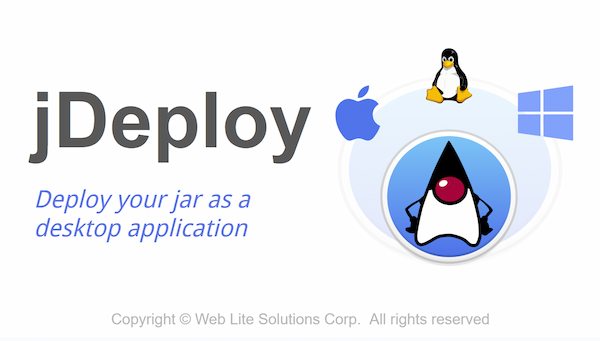 jDeploy
Deploy your jar as a
desktop application
Copyright © Web Lite Solutions Corp.  All rights reserved